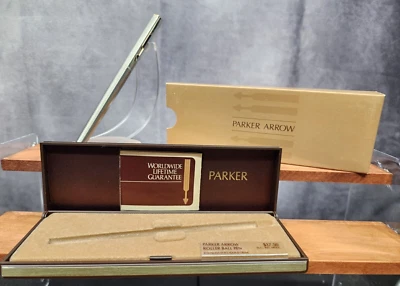 PARKER ARROW
WORLDWIDE
LIFETIME
GUARANTEE
PARKER
PARKER ARROW
ROLLER BALL PEN